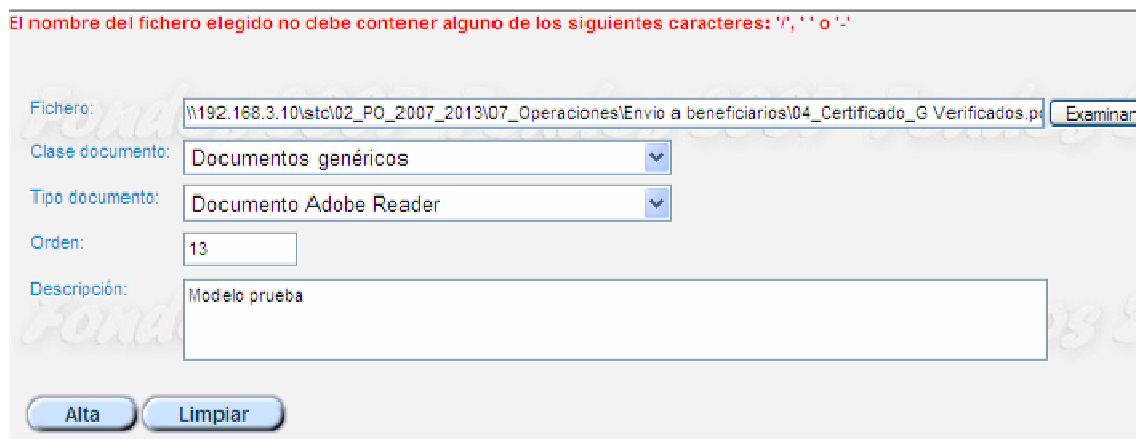 El nombre del fichero elegido no debe contener alguno de los siguientes caracteres: '/', ' ' o '-'
Fichero: \\192.168.3.10\stc\02_PO_2007_2013\07_Operaciones\Envio a beneficiarios\04_Certificado_G Verificados.pd Examinar
Clase documento: Documentos genéricos
Tipo documento: Documento Adobe Reader
Orden: 13
Descripción: Modelo prueba
Alta Limpiar